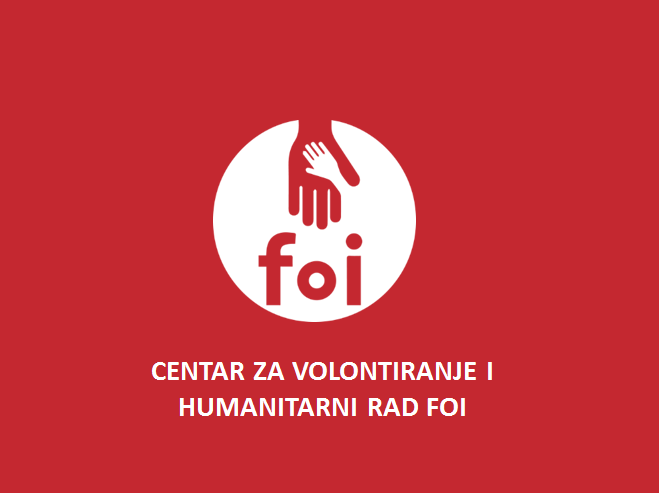 foi
CENTAR ZA VOLONTIRANJE I
HUMANITARNI RAD FOI